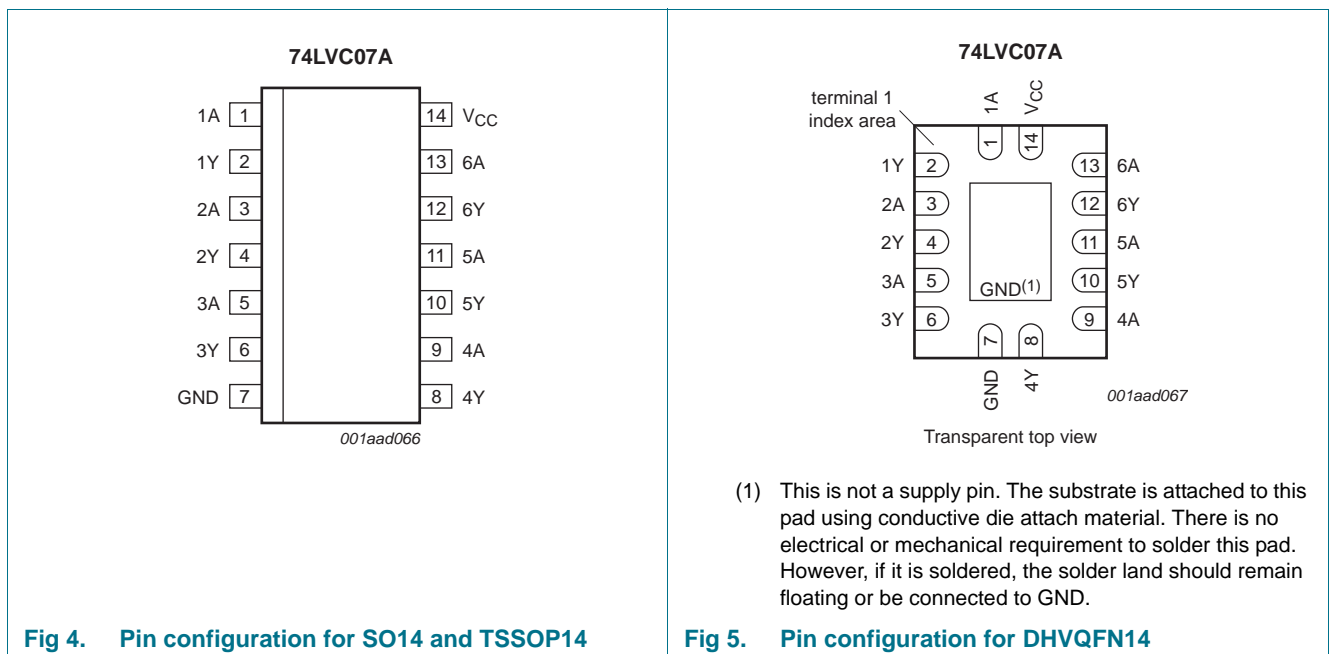 74LVC07A
1A 1 14 VCC
1Y 2 13 6A
2A 3 12 6Y
2Y 4 11 5A
3A 5 10 5Y
3Y 6 9 4A
GND 7 8 4Y
001aad066
Fig 4. Pin configuration for SO14 and TSSOP14
74LVC07A
terminal 1
index area
1A VCC
1 14
1Y 2 13 6A
2A 3 12 6Y
2Y 4 11 5A
3A 5 10 5Y
GND(1)
3Y 6 9 4A
7 8
GND 4Y
001aad067
Transparent top view
(1) This is not a supply pin. The substrate is attached to this
pad using conductive die attach material. There is no
electrical or mechanical requirement to solder this pad.
However, if it is soldered, the solder land should remain
floating or be connected to GND.
Fig 5. Pin configuration for DHVQFN14